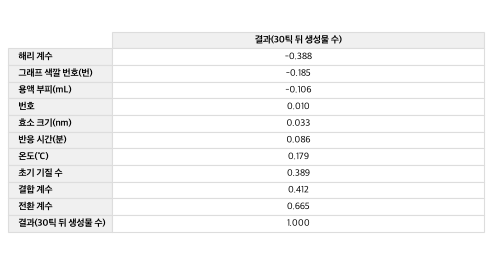 결과(30틱 뒤 생성물 수)
해리 계수 -0.388
그래프 색깔 번호(번) -0.185
용액 부피(mL) -0.106
번호 0.010
효소 크기(nm) 0.033
반응 시간(분) 0.086
온도(℃) 0.179
초기 기질 수 0.389
결합 계수 0.412
전환 계수 0.665
결과(30틱 뒤 생성물 수) 1.000